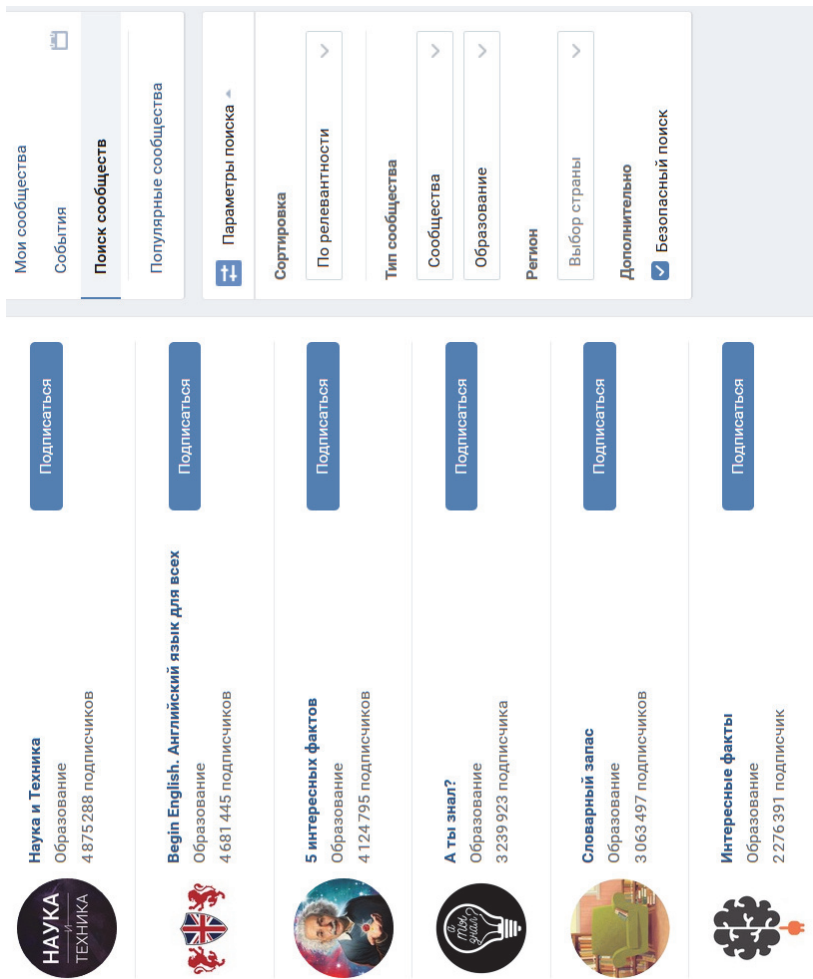 НАУКА
И
ТЕХНИКА
Наука и Техника
Образование
4 875 288 подписчиков
Подписаться
Begin English. Английский язык для всех
Образование
4 681 445 подписчиков
Подписаться
5 интересных фактов
Образование
4 124 795 подписчиков
Подписаться
а
ты
знал?
А ты знал?
Образование
3 239 923 подписчика
Подписаться
Словарный запас
Образование
3 063 497 подписчиков
Подписаться
Интересные факты
Образование
2 276 391 подписчик
Подписаться
Мои сообщества
События
Поиск сообществ
Популярные сообщества
Параметры поиска
Сортировка
По релевантности
Тип сообщества
Сообщества
Образование
Регион
Выбор страны
Дополнительно
Безопасный поиск